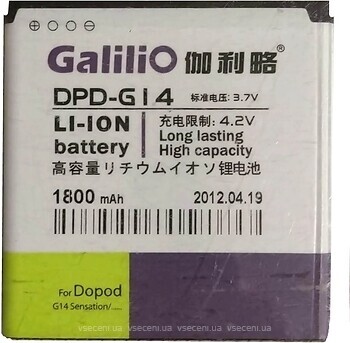 GaliliO 伽利略®
DPD-G14 标准电压: 3.7V
LI-ION 充电限制: 4.2V
battery Long lasting
High capacity
高容量リチウムイオソ锂电池
1800 mAh 2012.04.19
For Dopod
G14 Sensation/......
© vseceni.ua vseceni.ua vseceni.ua